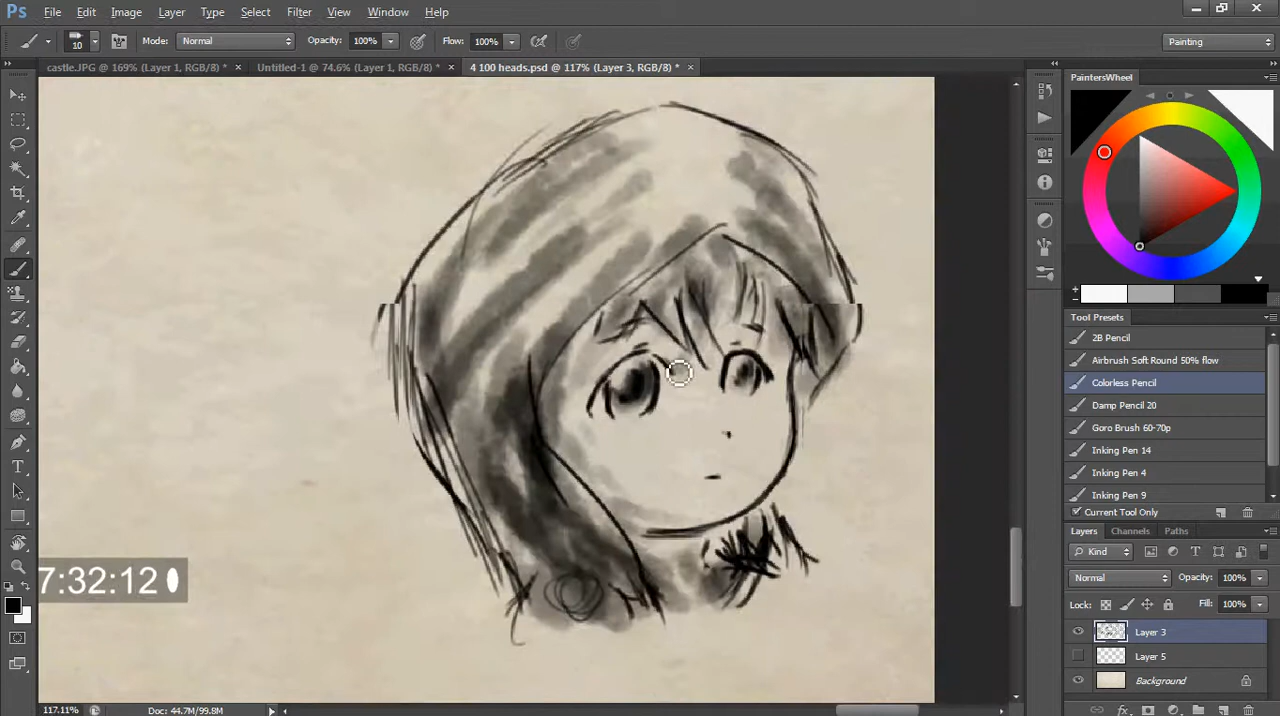 Ps File Edit Image Layer Type Select Filter View Window Help
10 Mode: Normal Opacity: 100% Flow: 100% Painting
castle.JPG @ 169% (Layer 1, RGB/8) * × Untitled-1 @ 74.6% (Layer 1, RGB/8) * × 4 100 heads.psd @ 117% (Layer 3, RGB/8) * ×
PaintersWheel
Tool Presets
2B Pencil
Airbrush Soft Round 50% flow
Colorless Pencil
Damp Pencil 20
Goro Brush 60-70p
Inking Pen 14
Inking Pen 4
Inking Pen 9
Current Tool Only
Layers Channels Paths
Kind
Normal Opacity: 100%
Lock: Fill: 100%
Layer 3
Layer 5
Background
7:32:12
117.11% Doc: 44.7M/99.8M